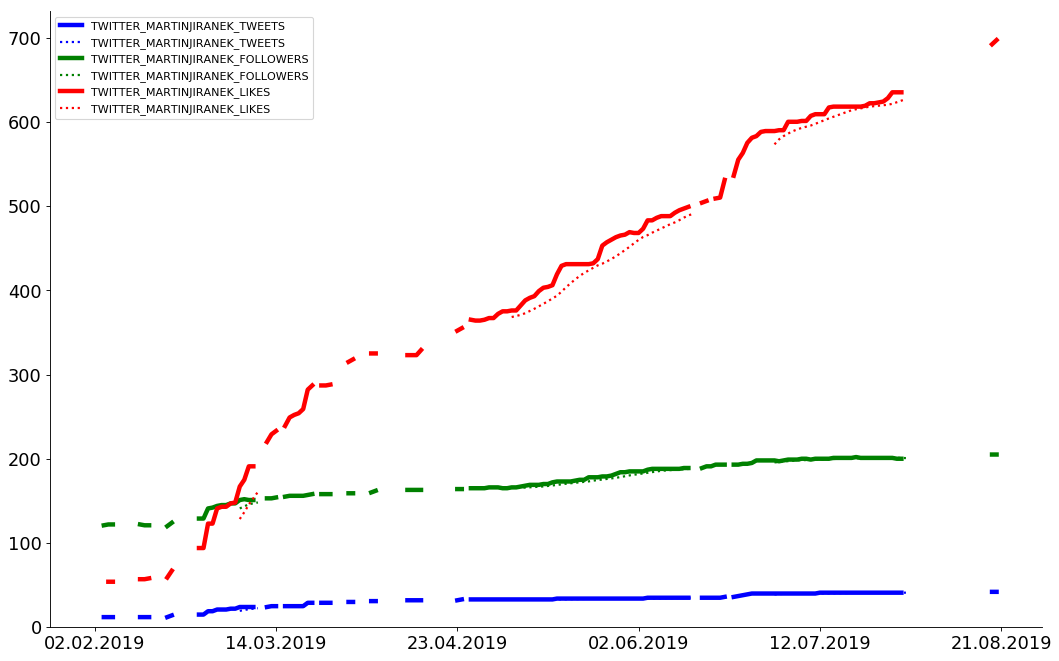 TWITTER_MARTINJIRANEK_TWEETS
TWITTER_MARTINJIRANEK_TWEETS
TWITTER_MARTINJIRANEK_FOLLOWERS
TWITTER_MARTINJIRANEK_FOLLOWERS
TWITTER_MARTINJIRANEK_LIKES
TWITTER_MARTINJIRANEK_LIKES
700
600
500
400
300
200
100
0
02.02.2019 14.03.2019 23.04.2019 02.06.2019 12.07.2019 21.08.2019